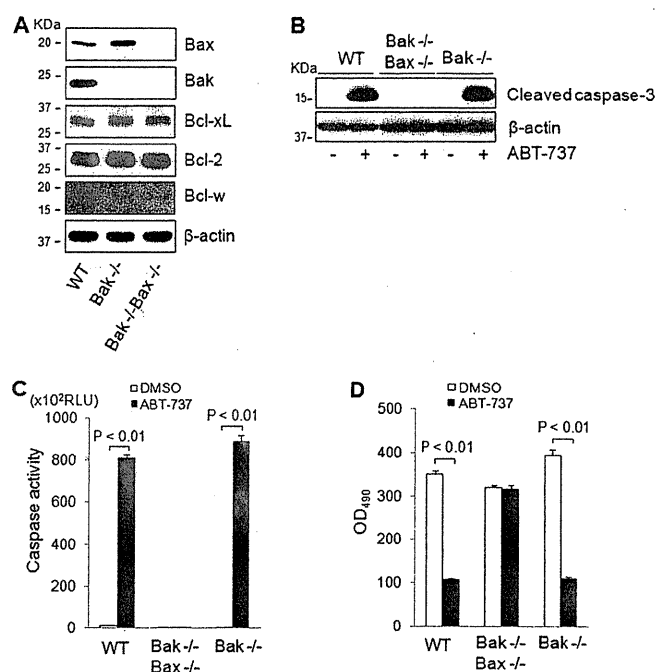 A
KDa
20 -
Bax
25 -
Bak
37 -
25 -
Bcl-xL
37 -
25 -
Bcl-2
20 -
15 -
Bcl-w
37 -
β-actin
WT
Bak -/-
Bak -/-Bax -/-
B
WT
Bak -/-
Bax -/-
Bak -/-
KDa
15 -
Cleaved caspase-3
37 -
β-actin
- + - + - + ABT-737
C
(x10²RLU)
DMSO
ABT-737
Caspase activity
1000
800
600
400
200
0
P < 0.01
P < 0.01
WT
Bak -/-
Bax -/-
Bak -/-
D
DMSO
ABT-737
OD₄₉₀
500
400
300
200
100
0
P < 0.01
P < 0.01
WT
Bak -/-
Bax -/-
Bak -/-